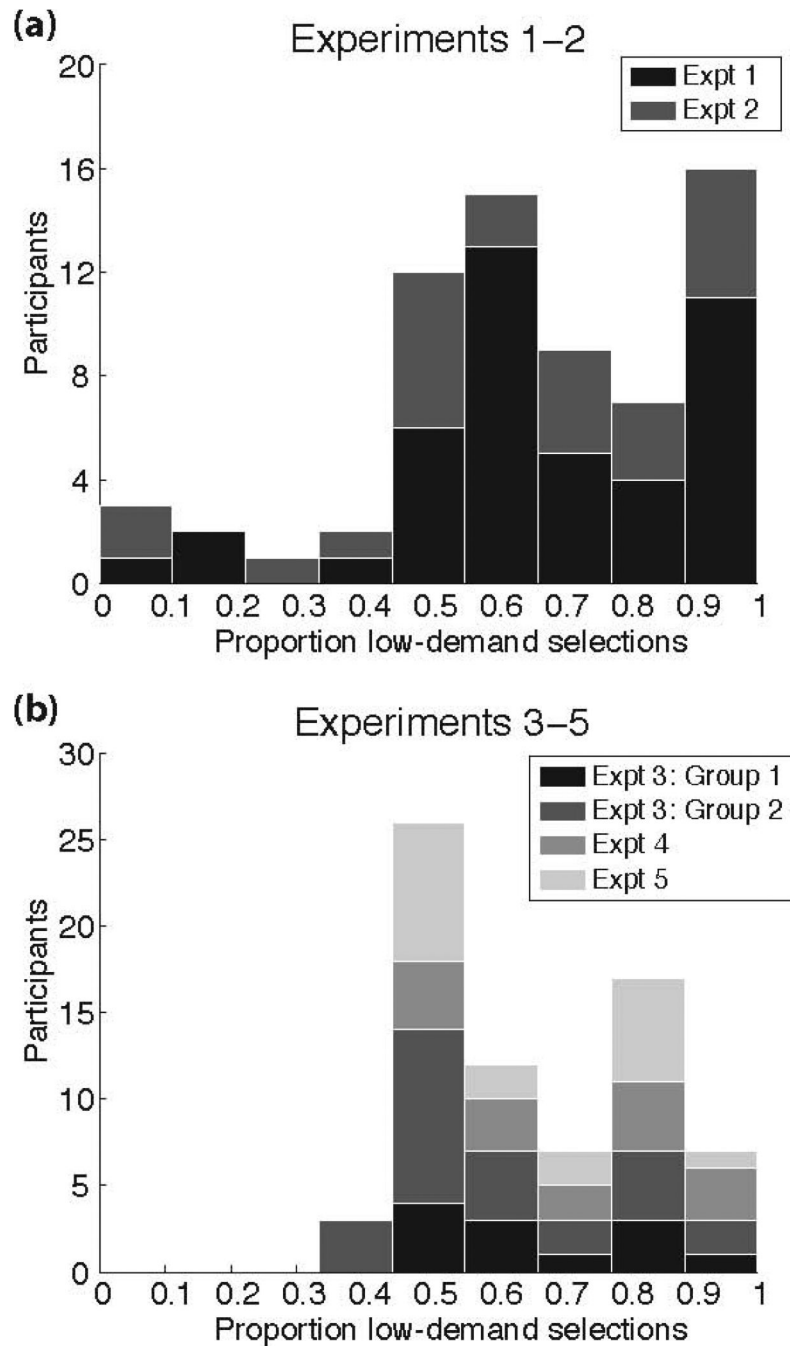 (a)
Experiments 1–2
Expt 1
Expt 2
20
16
12
8
4
0
Participants
0 0.1 0.2 0.3 0.4 0.5 0.6 0.7 0.8 0.9 1
Proportion low-demand selections
(b)
Experiments 3–5
Expt 3: Group 1
Expt 3: Group 2
Expt 4
Expt 5
30
25
20
15
10
5
0
Participants
0 0.1 0.2 0.3 0.4 0.5 0.6 0.7 0.8 0.9 1
Proportion low-demand selections